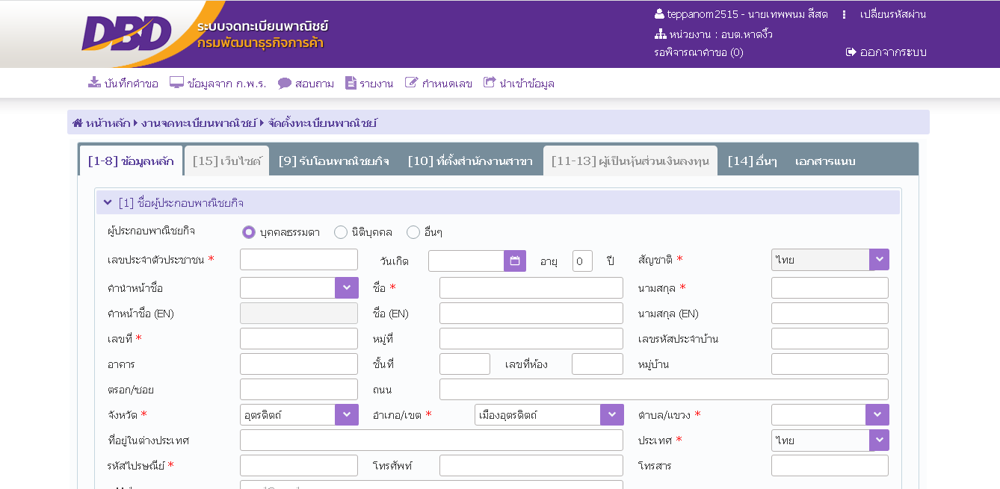 DBD
ระบบจดทะเบียนพาณิชย์
กรมพัฒนาธุรกิจการค้า
teppanom2515 - นายเทพพนม สีสด เปลี่ยนรหัสผ่าน
หน่วยงาน : อบต.หาดงิ้ว
รอพิจารณาคำขอ (0) ออกจากระบบ
บันทึกคำขอ ข้อมูลจาก ก.พ.ร. สอบถาม รายงาน กำหนดเลข นำเข้าข้อมูล
หน้าหลัก งานจดทะเบียนพาณิชย์ จัดตั้งทะเบียนพาณิชย์
[1-8] ข้อมูลหลัก [15] เว็บไซต์ [9] รับโอนพาณิชยกิจ [10] ที่ตั้งสำนักงานสาขา [11-13] ผู้เป็นหุ้นส่วนเงินลงทุน [14] อื่นๆ เอกสารแนบ
[1] ชื่อผู้ประกอบพาณิชยกิจ
ผู้ประกอบพาณิชยกิจ บุคคลธรรมดา นิติบุคคล อื่นๆ
เลขประจำตัวประชาชน * วันเกิด อายุ 0 ปี สัญชาติ * ไทย
คำนำหน้าชื่อ ชื่อ * นามสกุล *
คำหน้าชื่อ (EN) ชื่อ (EN) นามสกุล (EN)
เลขที่ * หมู่ที่ เลขรหัสประจำบ้าน
อาคาร ชั้นที่ เลขที่ห้อง หมู่บ้าน
ตรอก/ซอย ถนน
จังหวัด * อุตรดิตถ์ อำเภอ/เขต * เมืองอุตรดิตถ์ ตำบล/แขวง *
ที่อยู่ในต่างประเทศ ประเทศ * ไทย
รหัสไปรษณีย์ * โทรศัพท์ โทรสาร